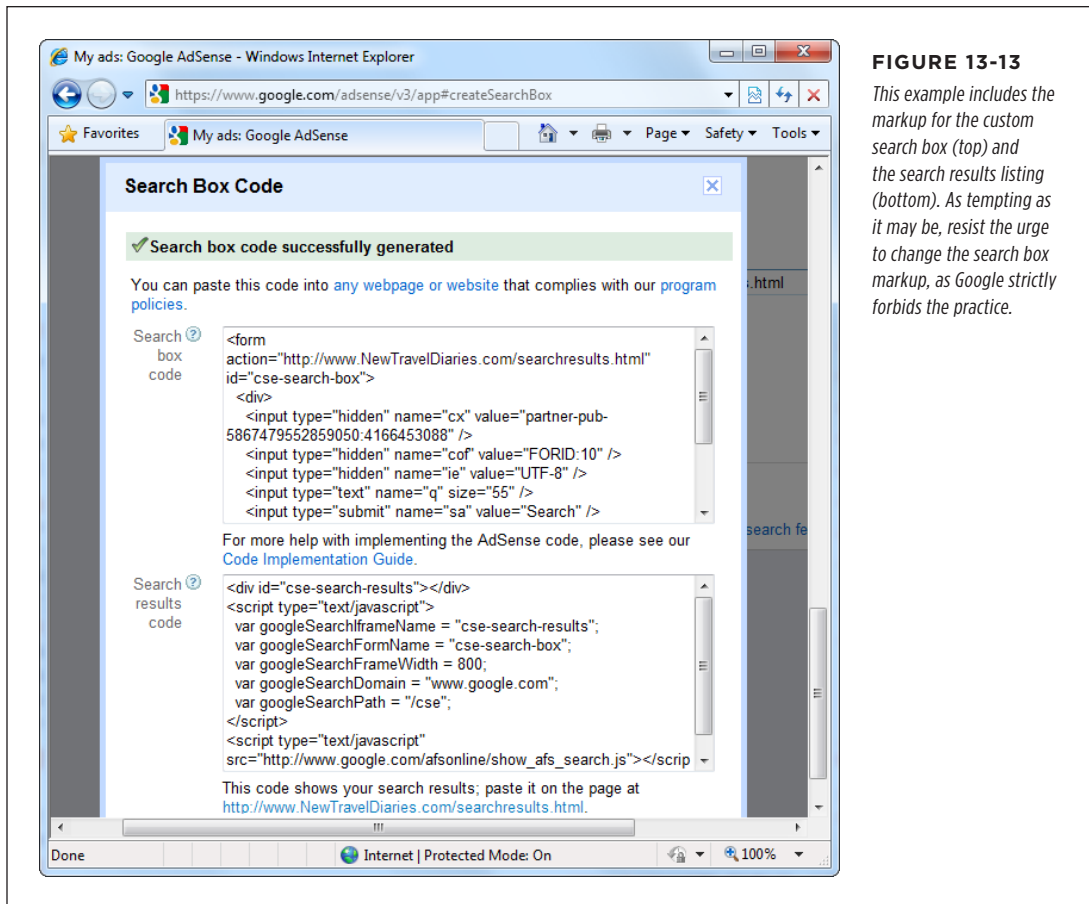 My ads: Google AdSense - Windows Internet Explorer
https://www.google.com/adsense/v3/app#createSearchBox
Favorites
My ads: Google AdSense
Page
Safety
Tools
Search Box Code
Search box code successfully generated
You can paste this code into any webpage or website that complies with our program
policies.
Search
box
code
<form
action="http://www.NewTravelDiaries.com/searchresults.html"
id="cse-search-box">
<div>
<input type="hidden" name="cx" value="partner-pub-
5867479552859050:4166453088" />
<input type="hidden" name="cof" value="FORID:10" />
<input type="hidden" name="ie" value="UTF-8" />
<input type="text" name="q" size="55" />
<input type="submit" name="sa" value="Search" />
For more help with implementing the AdSense code, please see our
Code Implementation Guide.
Search
results
code
<div id="cse-search-results"></div>
<script type="text/javascript">
var googleSearchIframeName = "cse-search-results";
var googleSearchFormName = "cse-search-box";
var googleSearchFrameWidth = 800;
var googleSearchDomain = "www.google.com";
var googleSearchPath = "/cse";
</script>
<script type="text/javascript"
src="http://www.google.com/afsonline/show_afs_search.js"></scrip
This code shows your search results; paste it on the page at
http://www.NewTravelDiaries.com/searchresults.html.
s.html
search fe
Done
Internet | Protected Mode: On
100%
FIGURE 13-13
This example includes the
markup for the custom
search box (top) and
the search results listing
(bottom). As tempting as
it may be, resist the urge
to change the search box
markup, as Google strictly
forbids the practice.